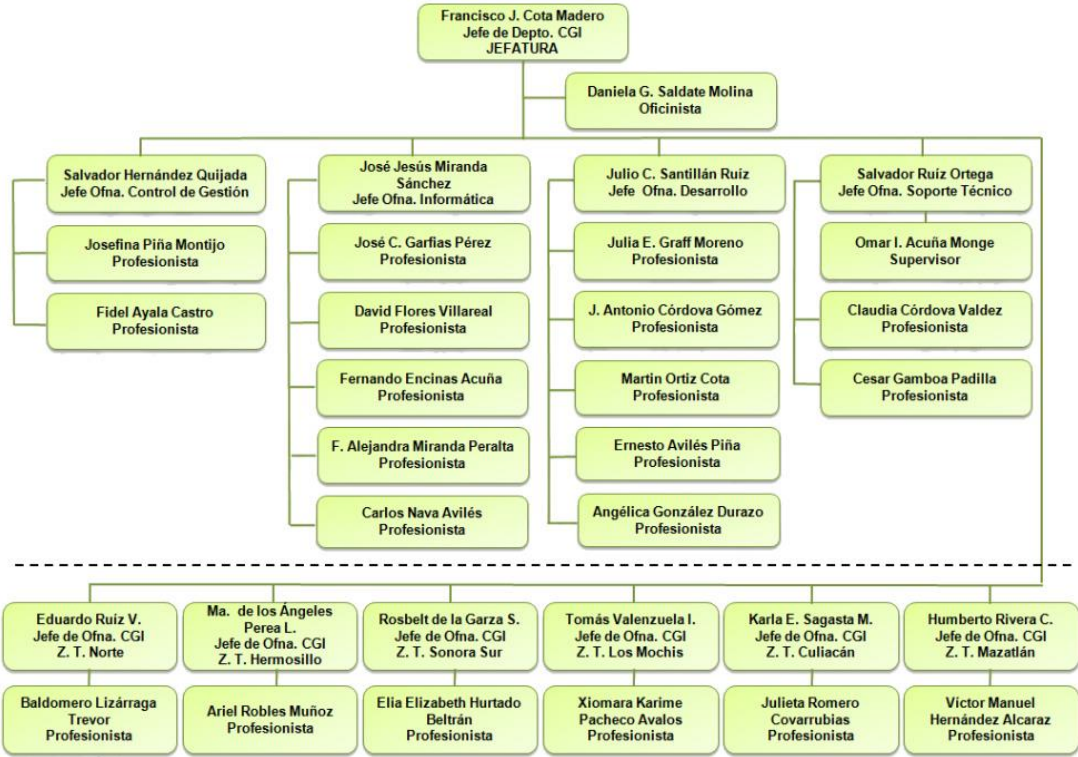 Francisco J. Cota Madero
Jefe de Depto. CGI
JEFATURA
Daniela G. Saldate Molina
Oficinista
Salvador Hernández Quijada
Jefe Ofna. Control de Gestión
Josefina Piña Montijo
Profesionista
Fidel Ayala Castro
Profesionista
José Jesús Miranda
Sánchez
Jefe Ofna. Informática
José C. Garfias Pérez
Profesionista
David Flores Villareal
Profesionista
Fernando Encinas Acuña
Profesionista
F. Alejandra Miranda Peralta
Profesionista
Carlos Nava Avilés
Profesionista
Julio C. Santillán Ruíz
Jefe Ofna. Desarrollo
Julia E. Graff Moreno
Profesionista
J. Antonio Córdova Gómez
Profesionista
Martin Ortiz Cota
Profesionista
Ernesto Avilés Piña
Profesionista
Angélica González Durazo
Profesionista
Salvador Ruíz Ortega
Jefe Ofna. Soporte Técnico
Omar I. Acuña Monge
Supervisor
Claudia Córdova Valdez
Profesionista
Cesar Gamboa Padilla
Profesionista
Eduardo Ruíz V.
Jefe de Ofna. CGI
Z. T. Norte
Ma. de los Ángeles
Perea L.
Jefe de Ofna. CGI
Z. T. Hermosillo
Rosbelt de la Garza S.
Jefe de Ofna. CGI
Z. T. Sonora Sur
Tomás Valenzuela I.
Jefe de Ofna. CGI
Z. T. Los Mochis
Karla E. Sagasta M.
Jefe de Ofna. CGI
Z. T. Culiacán
Humberto Rivera C.
Jefe de Ofna. CGI
Z. T. Mazatlán
Baldomero Lizárraga
Trevor
Profesionista
Ariel Robles Muñoz
Profesionista
Elia Elizabeth Hurtado
Beltrán
Profesionista
Xiomara Karime
Pacheco Avalos
Profesionista
Julieta Romero
Covarrubias
Profesionista
Víctor Manuel
Hernández Alcaraz
Profesionista